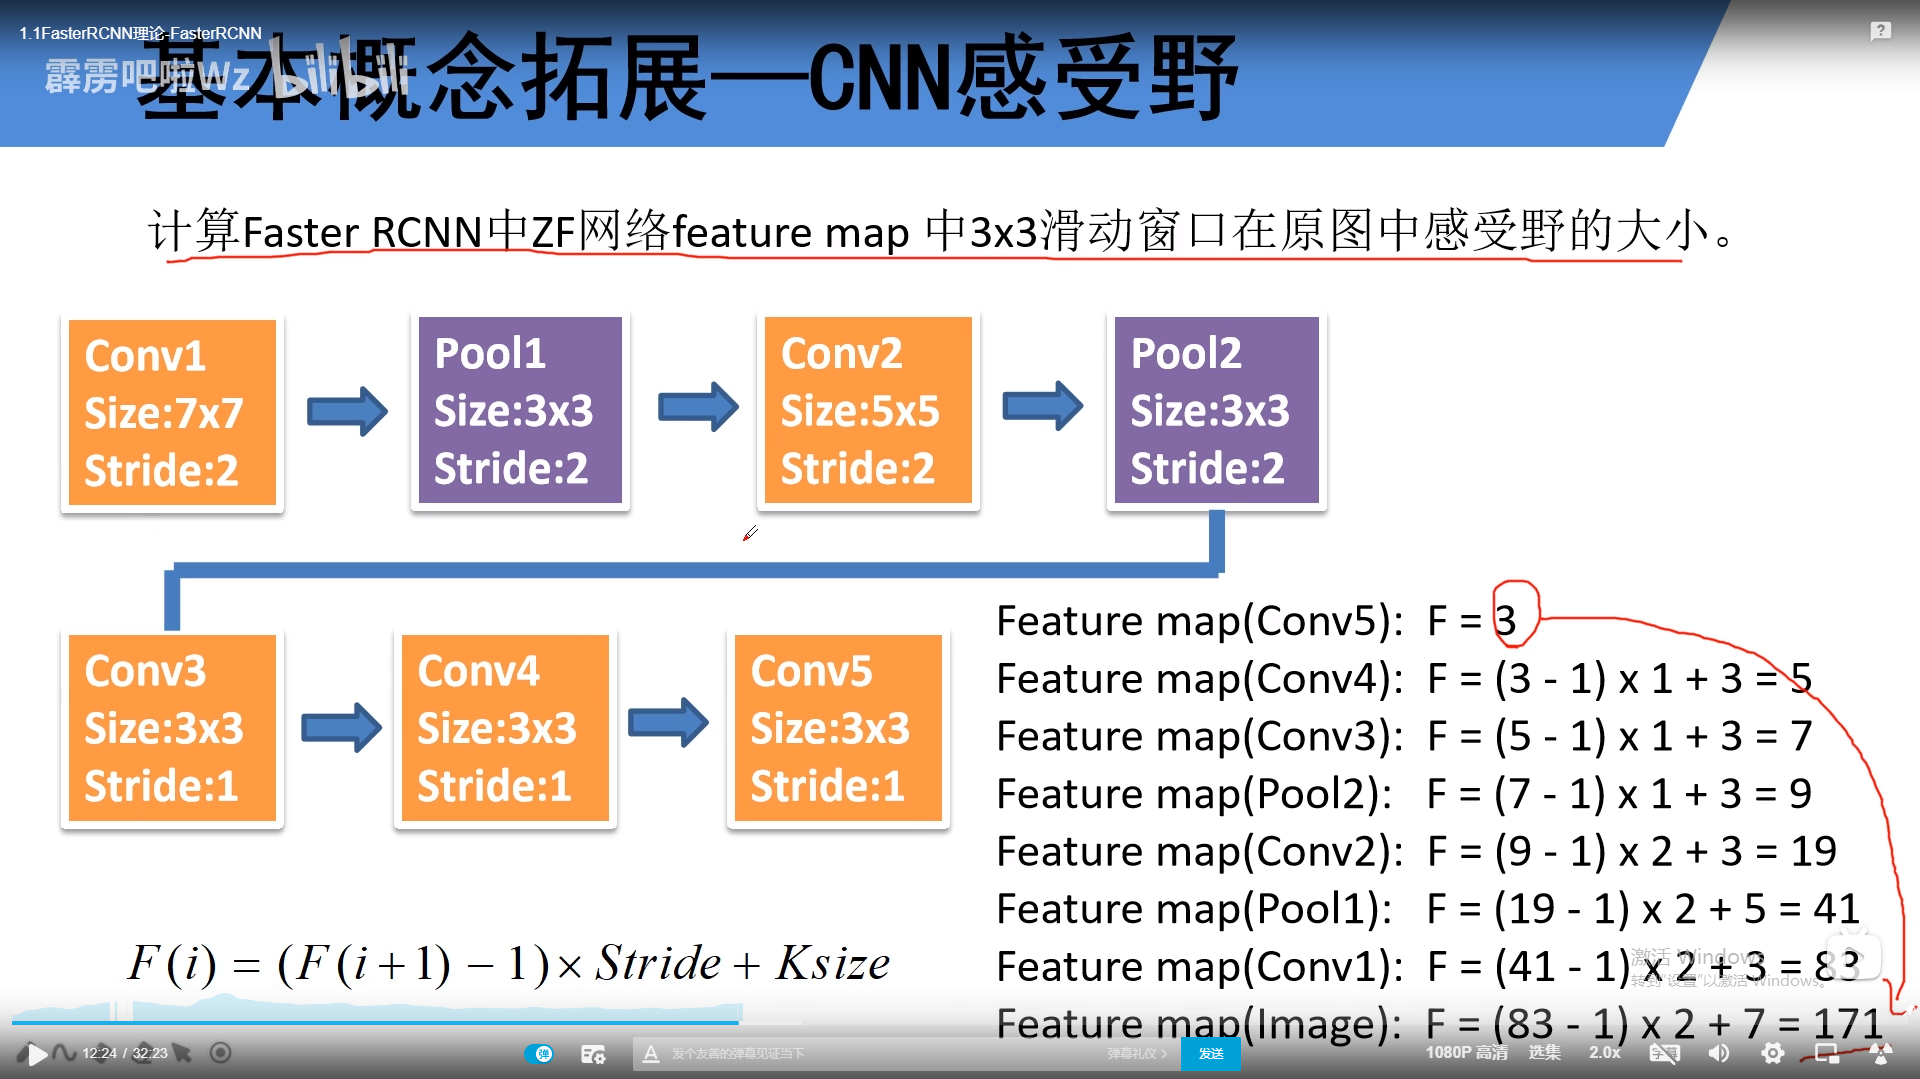 1.1FasterRCNN理论-FasterRCNN
霹雳吧啦Wz bilibili
基本概念拓展——CNN感受野
计算Faster RCNN中ZF网络feature map 中3x3滑动窗口在原图中感受野的大小。
Conv1
Size:7x7
Stride:2
Pool1
Size:3x3
Stride:2
Conv2
Size:5x5
Stride:2
Pool2
Size:3x3
Stride:2
Conv3
Size:3x3
Stride:1
Conv4
Size:3x3
Stride:1
Conv5
Size:3x3
Stride:1
Feature map(Conv5): F = 3
Feature map(Conv4): F = (3 - 1) x 1 + 3 = 5
Feature map(Conv3): F = (5 - 1) x 1 + 3 = 7
Feature map(Pool2): F = (7 - 1) x 1 + 3 = 9
Feature map(Conv2): F = (9 - 1) x 2 + 3 = 19
Feature map(Pool1): F = (19 - 1) x 2 + 5 = 41
Feature map(Conv1): F = (41 - 1) x 2 + 3 = 83
Feature map(Image): F = (83 - 1) x 2 + 7 = 171
F(i) = (F(i+1) − 1) × Stride + Ksize
激活 Windows
转到"设置"以激活 Windows。
12:24 / 32:23
弹
A 发个友善的弹幕见证当下
弹幕礼仪 >
发送
1080P 高清
选集
2.0x
字幕